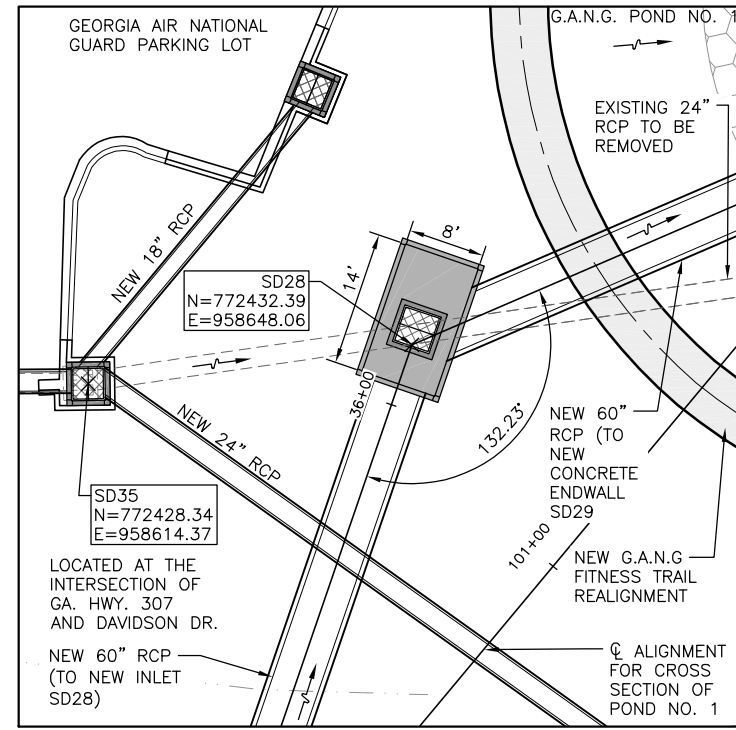 GEORGIA AIR NATIONAL
GUARD PARKING LOT
G.A.N.G. POND NO. 1
EXISTING 24"
RCP TO BE
REMOVED
NEW 18" RCP
8'
14'
SD28
N=772432.39
E=958648.06
36+00
132.23°
NEW 24" RCP
NEW 60"
RCP (TO
NEW
CONCRETE
ENDWALL
SD29
SD35
N=772428.34
E=958614.37
101+00
LOCATED AT THE
INTERSECTION OF
GA. HWY. 307
AND DAVIDSON DR.
NEW G.A.N.G
FITNESS TRAIL
REALIGNMENT
NEW 60" RCP
(TO NEW INLET
SD28)
℄ ALIGNMENT
FOR CROSS
SECTION OF
POND NO. 1